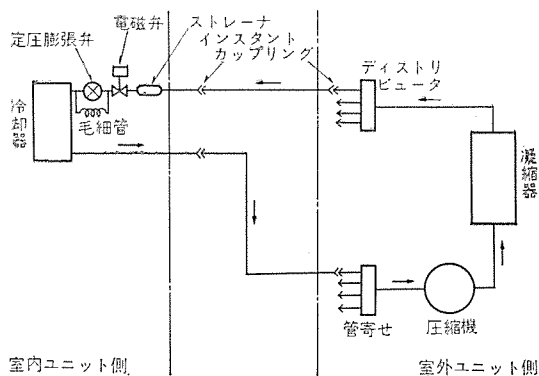 電磁弁
ストレーナ
定圧膨張弁
インスタント
カップリング
ディストリ
ビュータ
冷却器
毛細管
凝縮器
管寄せ
圧縮機
室内ユニット側
室外ユニット側